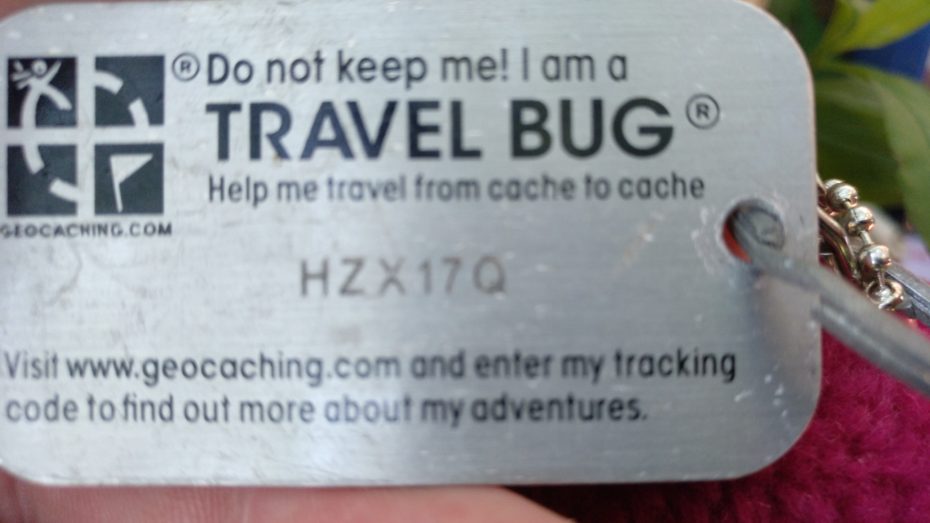 ® Do not keep me! I am a
TRAVEL BUG®
Help me travel from cache to cache
GEOCACHING.COM
HZX17Q
Visit www.geocaching.com and enter my tracking
code to find out more about my adventures.